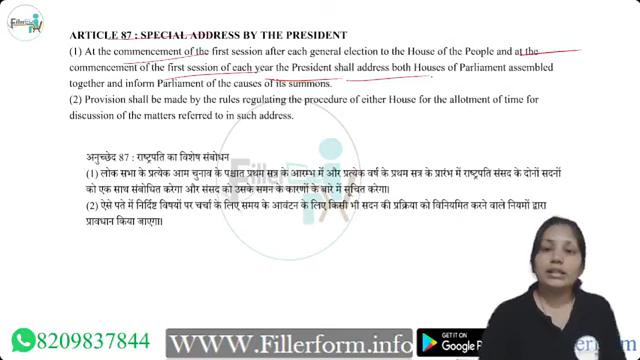 ARTICLE 87 : SPECIAL ADDRESS BY THE PRESIDENT
(1) At the commencement of the first session after each general election to the House of the People and at the
commencement of the first session of each year the President shall address both Houses of Parliament assembled
together and inform Parliament of the causes of its summons.
(2) Provision shall be made by the rules regulating the procedure of either House for the allotment of time for
discussion of the matters referred to in such address.
अनुच्छेद 87 : राष्ट्रपति का विशेष संबोधन
(1) लोक सभा के प्रत्येक आम चुनाव के पश्चात प्रथम सत्र के आरम्भ में और प्रत्येक वर्ष के प्रथम सत्र के प्रारंभ में राष्ट्रपति संसद के दोनों सदनों
को एक साथ संबोधित करेगा और संसद को उसके समन के कारणों के बारे में सूचित करेगा।
(2) ऐसे पते में निर्दिष्ट विषयों पर चर्चा के लिए समय के आवंटन के लिए किसी भी सदन की प्रक्रिया को विनियमित करने वाले नियमों द्वारा
प्रावधान किया जाएगा।
8209837844
WWW.Fillerform.info
GET IT ON
Google